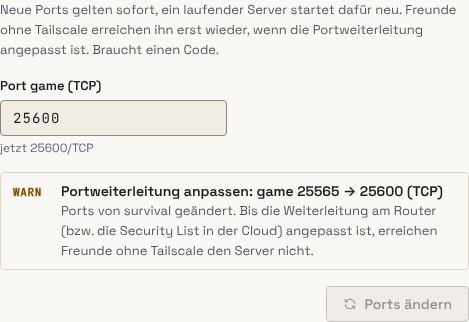 Neue Ports gelten sofort, ein laufender Server startet dafür neu. Freunde
ohne Tailscale erreichen ihn erst wieder, wenn die Portweiterleitung
angepasst ist. Braucht einen Code.
Port game (TCP)
25600
jetzt 25600/TCP
WARN
Portweiterleitung anpassen: game 25565 → 25600 (TCP)
Ports von survival geändert. Bis die Weiterleitung am Router
(bzw. die Security List in der Cloud) angepasst ist, erreichen
Freunde ohne Tailscale den Server nicht.
Ports ändern